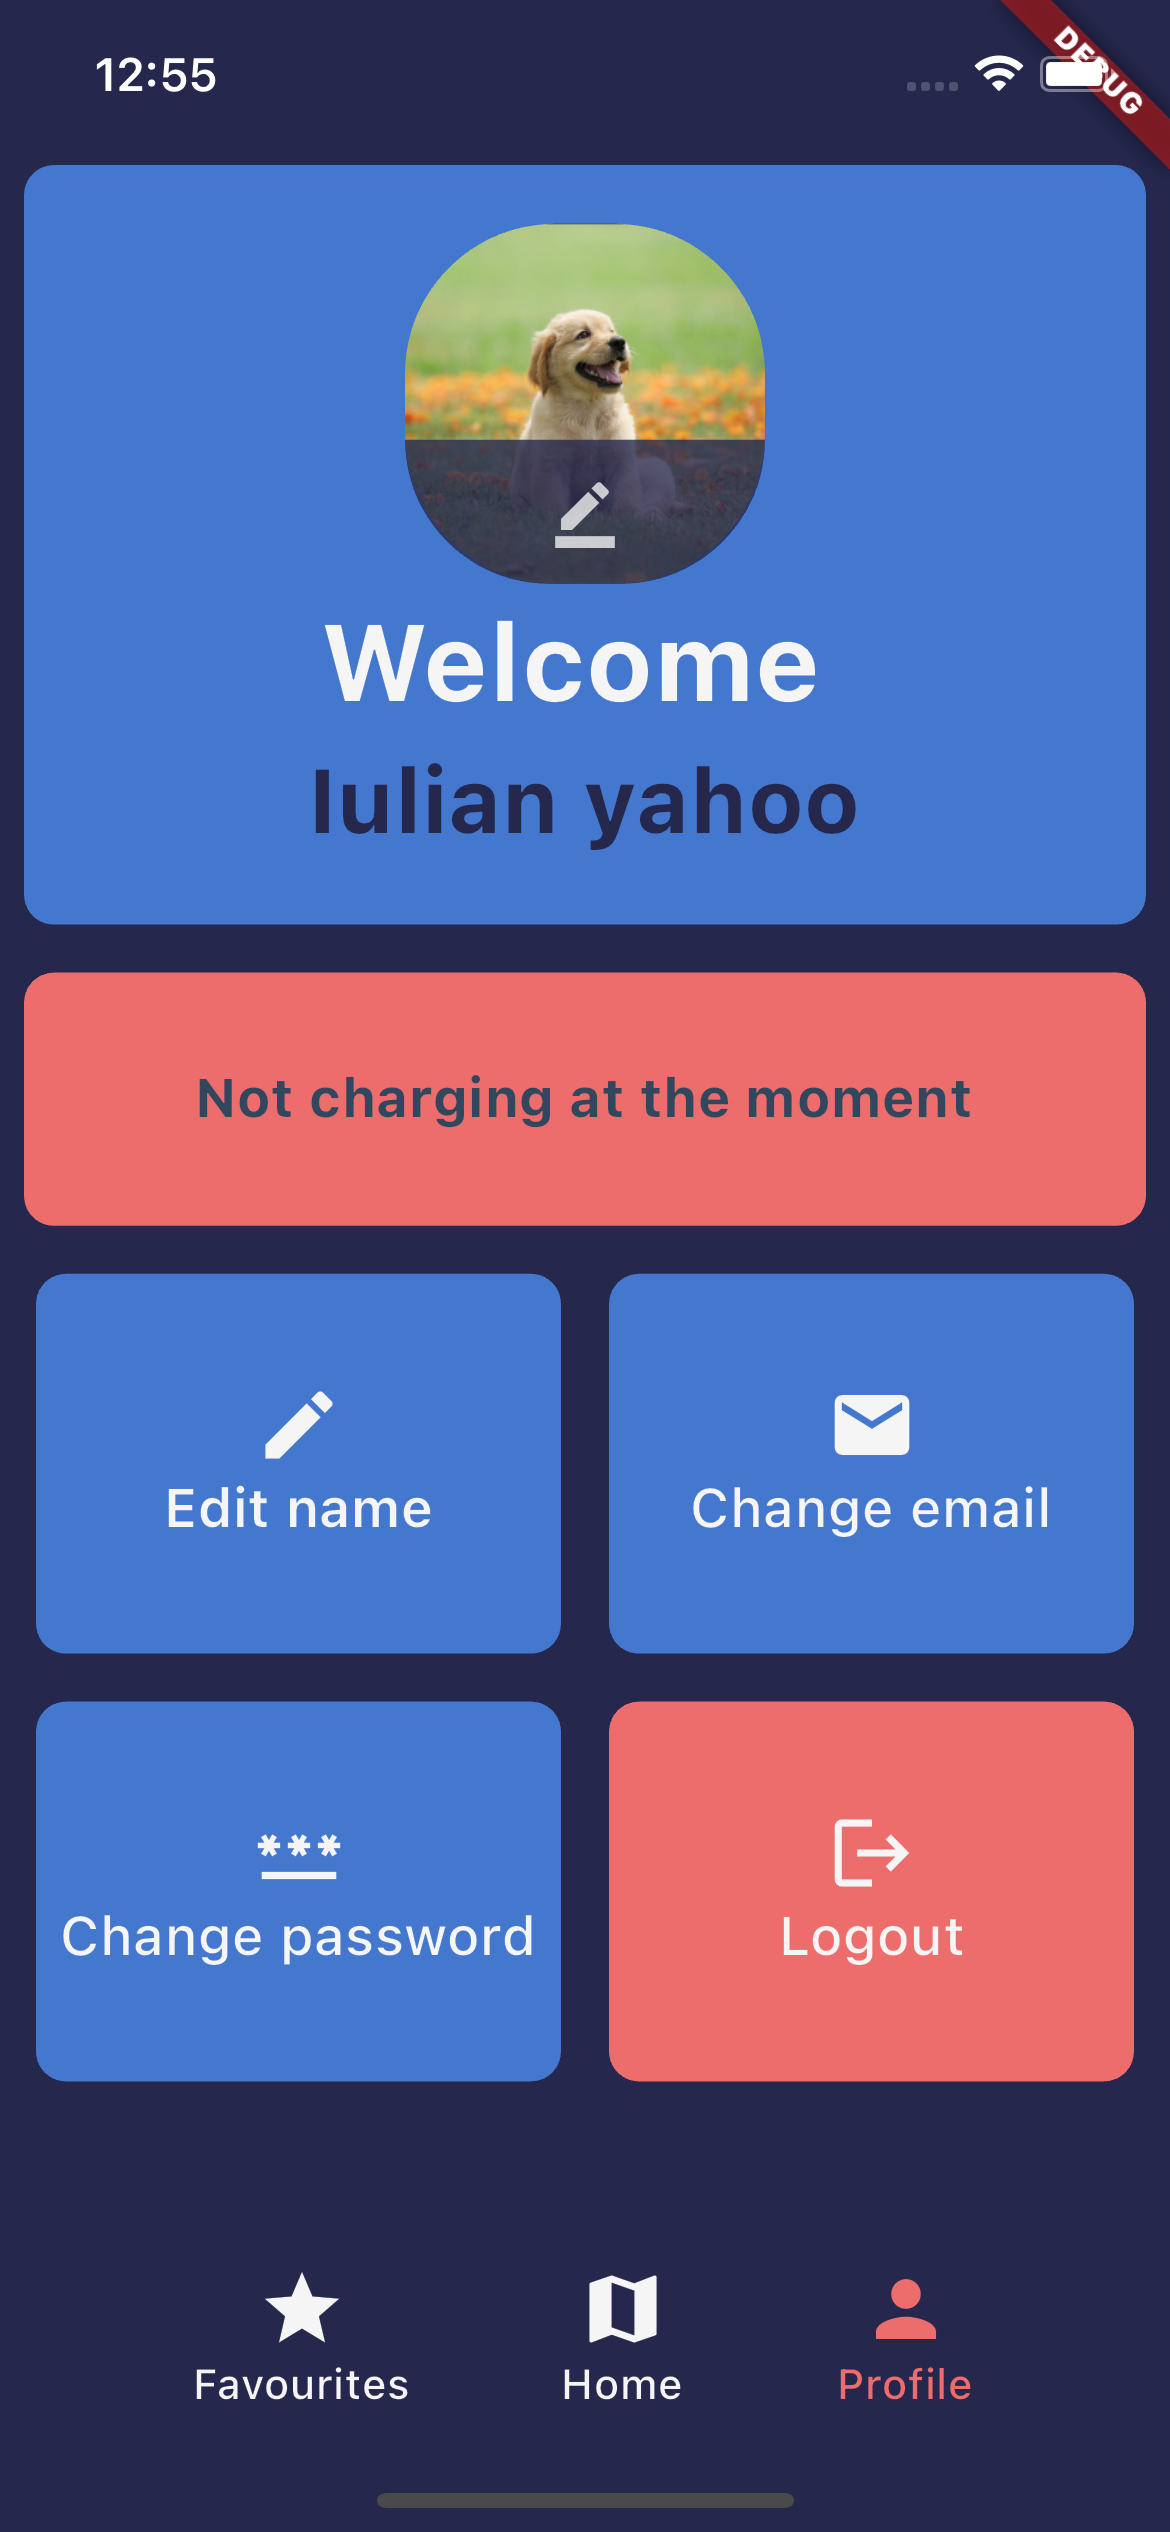 12:55
DEBUG
Welcome
Iulian yahoo
Not charging at the moment
Edit name
Change email
***
Change password
Logout
Favourites
Home
Profile